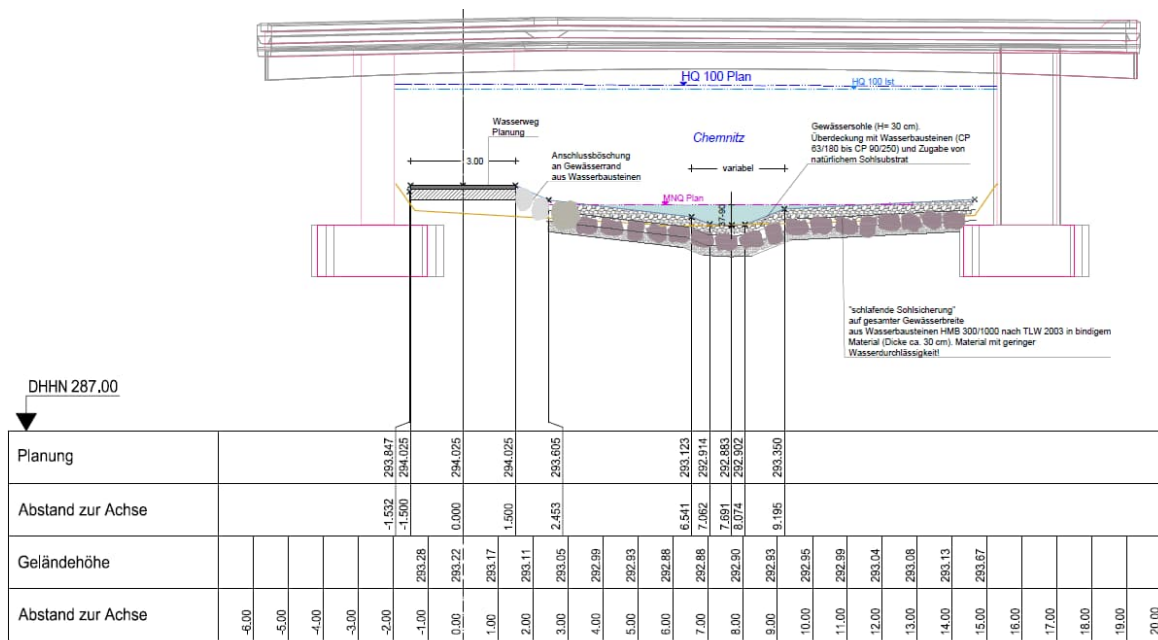 HQ 100 Plan
HQ 100 Ist
Wasserweg
Planung
3.00
Anschlussböschung
an Gewässerrand
aus Wasserbausteinen
Chemnitz
variabel
Gewässersohle (H= 30 cm).
Überdeckung mit Wasserbausteinen (CP
63/180 bis CP 90/250) und Zugabe von
natürlichem Sohlsubstrat
MNQ Plan
37-90
"schlafende Sohlsicherung"
auf gesamter Gewässerbreite
aus Wasserbausteinen HMB 300/1000 nach TLW 2003 in bindigem
Material (Dicke ca. 30 cm). Material mit geringer
Wasserdurchlässigkeit!
DHHN 287.00
Planung 293.847 294.025 294.025 294.025 293.605 293.123 292.914 292.883 292.902 293.350
Abstand zur Achse -1.532 -1.500 0.000 1.500 2.453 6.541 7.062 7.691 8.074 9.195
Geländehöhe 293.28 293.22 293.17 293.11 293.05 292.99 292.93 292.88 292.88 292.90 292.93 292.95 292.99 293.04 293.08 293.13 293.67
Abstand zur Achse -6.00 -5.00 -4.00 -3.00 -2.00 -1.00 0.00 1.00 2.00 3.00 4.00 5.00 6.00 7.00 8.00 9.00 10.00 11.00 12.00 13.00 14.00 15.00 16.00 17.00 18.00 19.00 20.00